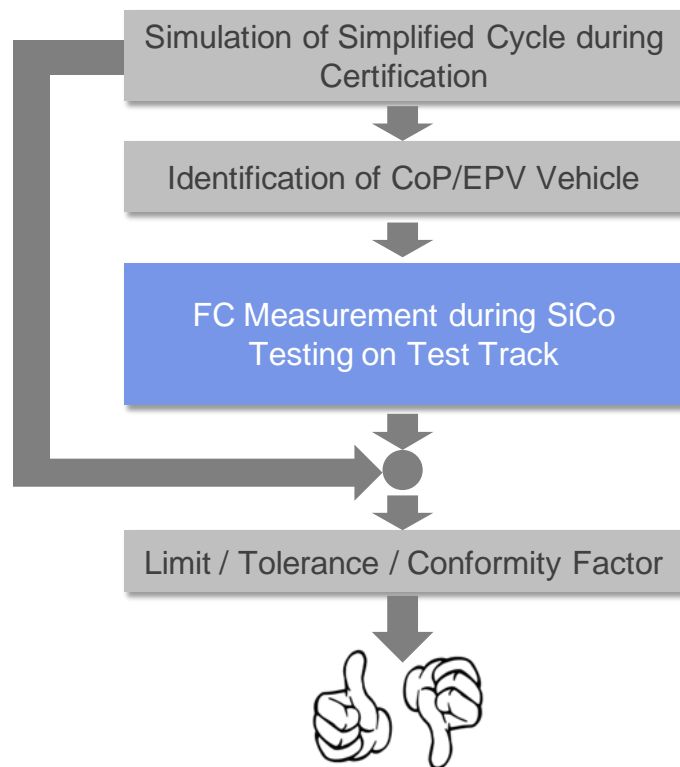 Simulation of Simplified Cycle during
Certification
Identification of CoP/EPV Vehicle
FC Measurement during SiCo
Testing on Test Track
Limit / Tolerance / Conformity Factor